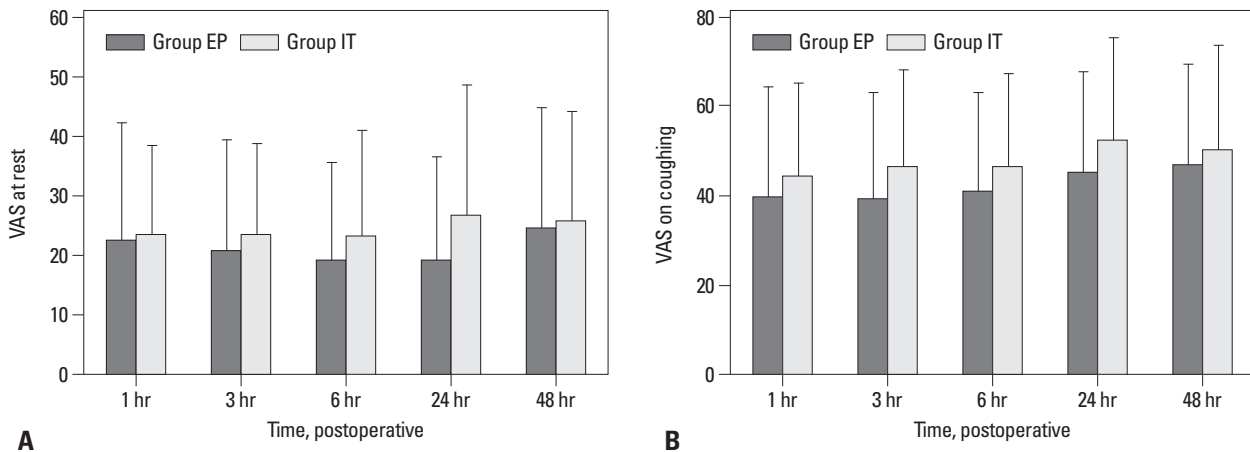 60
50
40
30
20
10
0
VAS at rest
Group EP
Group IT
1 hr
3 hr
6 hr
24 hr
48 hr
Time, postoperative
A
80
60
40
20
0
VAS on coughing
Group EP
Group IT
1 hr
3 hr
6 hr
24 hr
48 hr
Time, postoperative
B